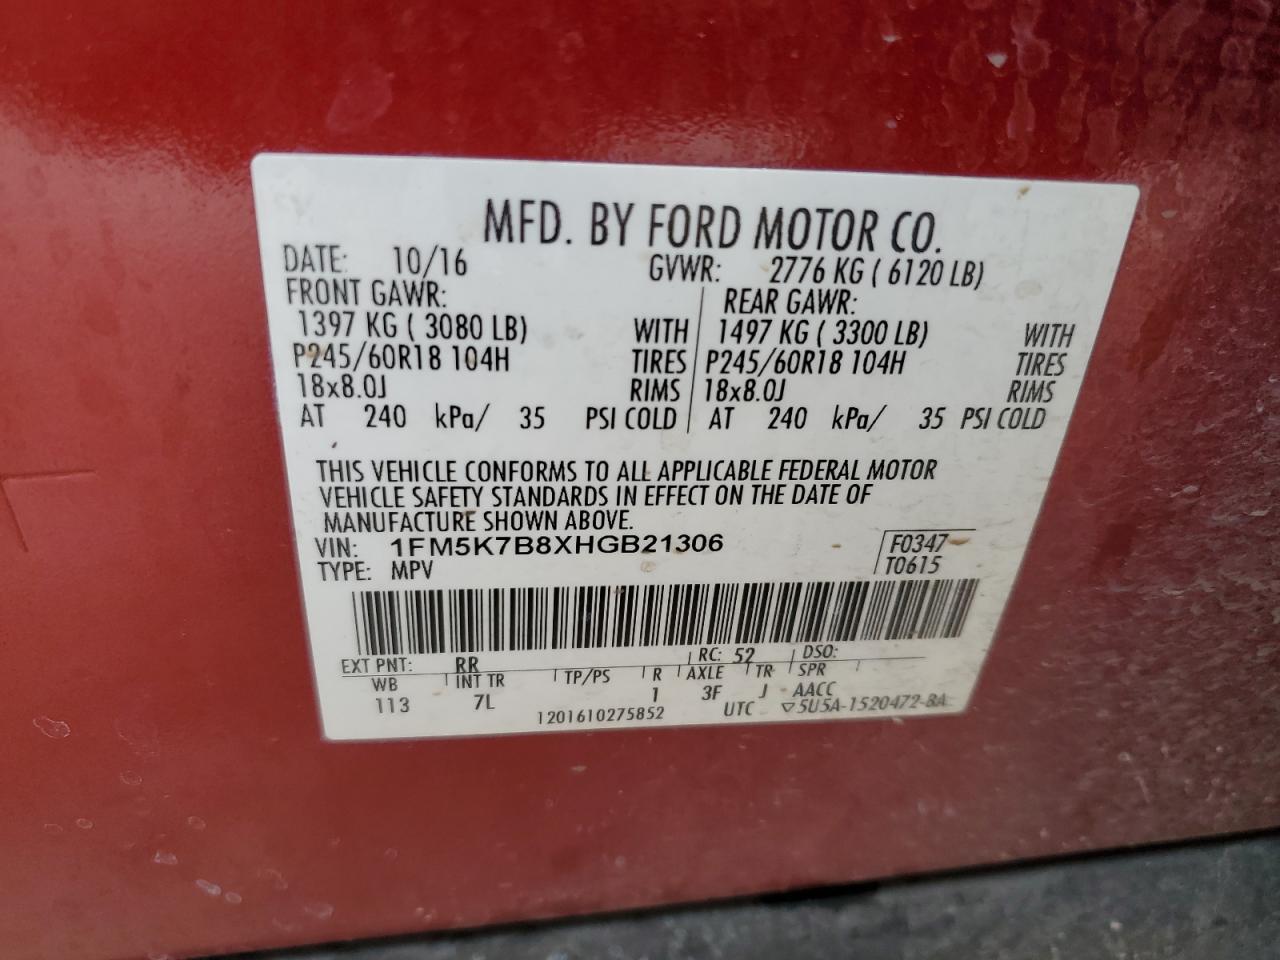 MFD. BY FORD MOTOR CO.
DATE: 10/16 GVWR: 2776 KG ( 6120 LB)
FRONT GAWR: REAR GAWR:
1397 KG ( 3080 LB) WITH 1497 KG ( 3300 LB) WITH
P245/60R18 104H TIRES P245/60R18 104H TIRES
18x8.0J RIMS 18x8.0J RIMS
AT 240 kPa/ 35 PSI COLD AT 240 kPa/ 35 PSI COLD
THIS VEHICLE CONFORMS TO ALL APPLICABLE FEDERAL MOTOR
VEHICLE SAFETY STANDARDS IN EFFECT ON THE DATE OF
MANUFACTURE SHOWN ABOVE.
VIN: 1FM5K7B8XHGB21306 F0347
TYPE: MPV T0615
EXT PNT: RR RC: 52 DSO:
WB INT TR TP/PS R AXLE TR SPR
113 7L 1 3F J AACC
1201610275852 UTC ▽5U5A-1520472-BA